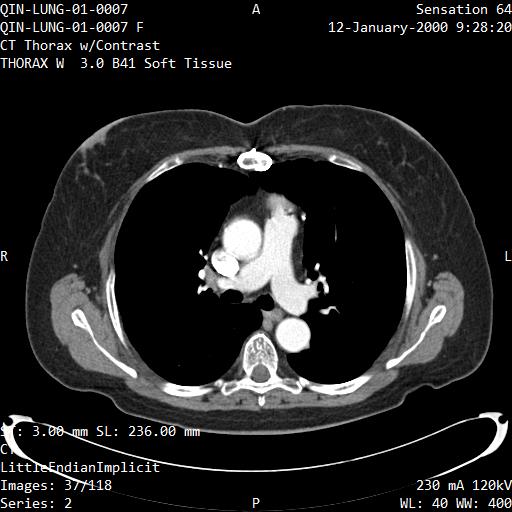 QIN-LUNG-01-0007
A
Sensation 64
QIN-LUNG-01-0007 F
12-January-2000 9:28:20
CT Thorax w/Contrast
THORAX W 3.0 B41 Soft Tissue
R
L
3.00 mm SL: 236.00 mm
LittleEndianImplicit
Images: 37/118
230 mA 120kV
Series: 2
P
WL: 40 WW: 400